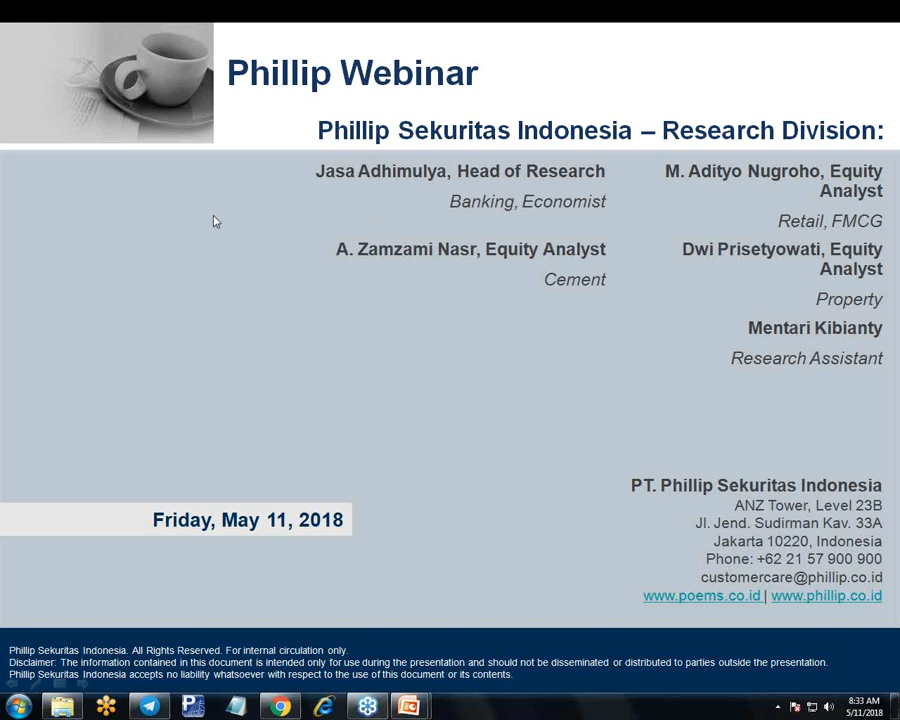 Phillip Webinar
Phillip Sekuritas Indonesia – Research Division:
Jasa Adhimulya, Head of Research
Banking, Economist
A. Zamzami Nasr, Equity Analyst
Cement
M. Adityo Nugroho, Equity
Analyst
Retail, FMCG
Dwi Prisetyowati, Equity
Analyst
Property
Mentari Kibianty
Research Assistant
Friday, May 11, 2018
PT. Phillip Sekuritas Indonesia
ANZ Tower, Level 23B
Jl. Jend. Sudirman Kav. 33A
Jakarta 10220, Indonesia
Phone: +62 21 57 900 900
customercare@phillip.co.id
www.poems.co.id | www.phillip.co.id
Phillip Sekuritas Indonesia. All Rights Reserved. For internal circulation only.
Disclaimer: The information contained in this document is intended only for use during the presentation and should not be disseminated or distributed to parties outside the presentation.
Phillip Sekuritas Indonesia accepts no liability whatsoever with respect to the use of this document or its contents.
8:33 AM
5/11/2018